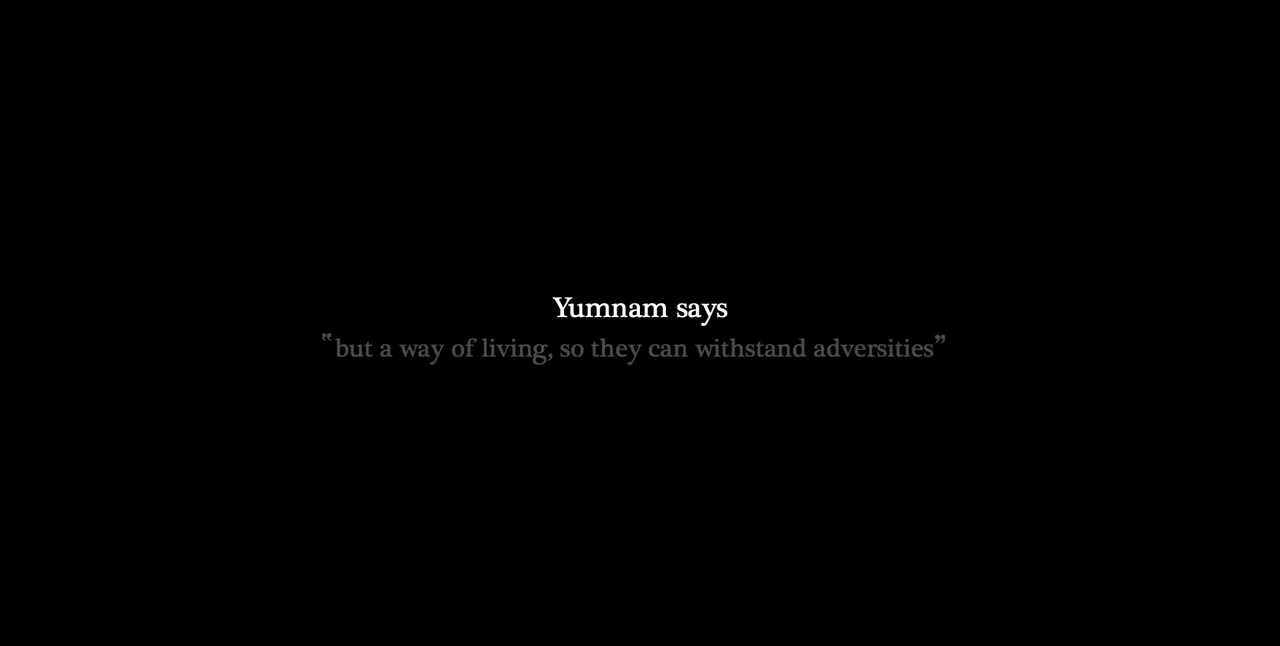 Yumnam says
‟but a way of living, so they can withstand adversities”